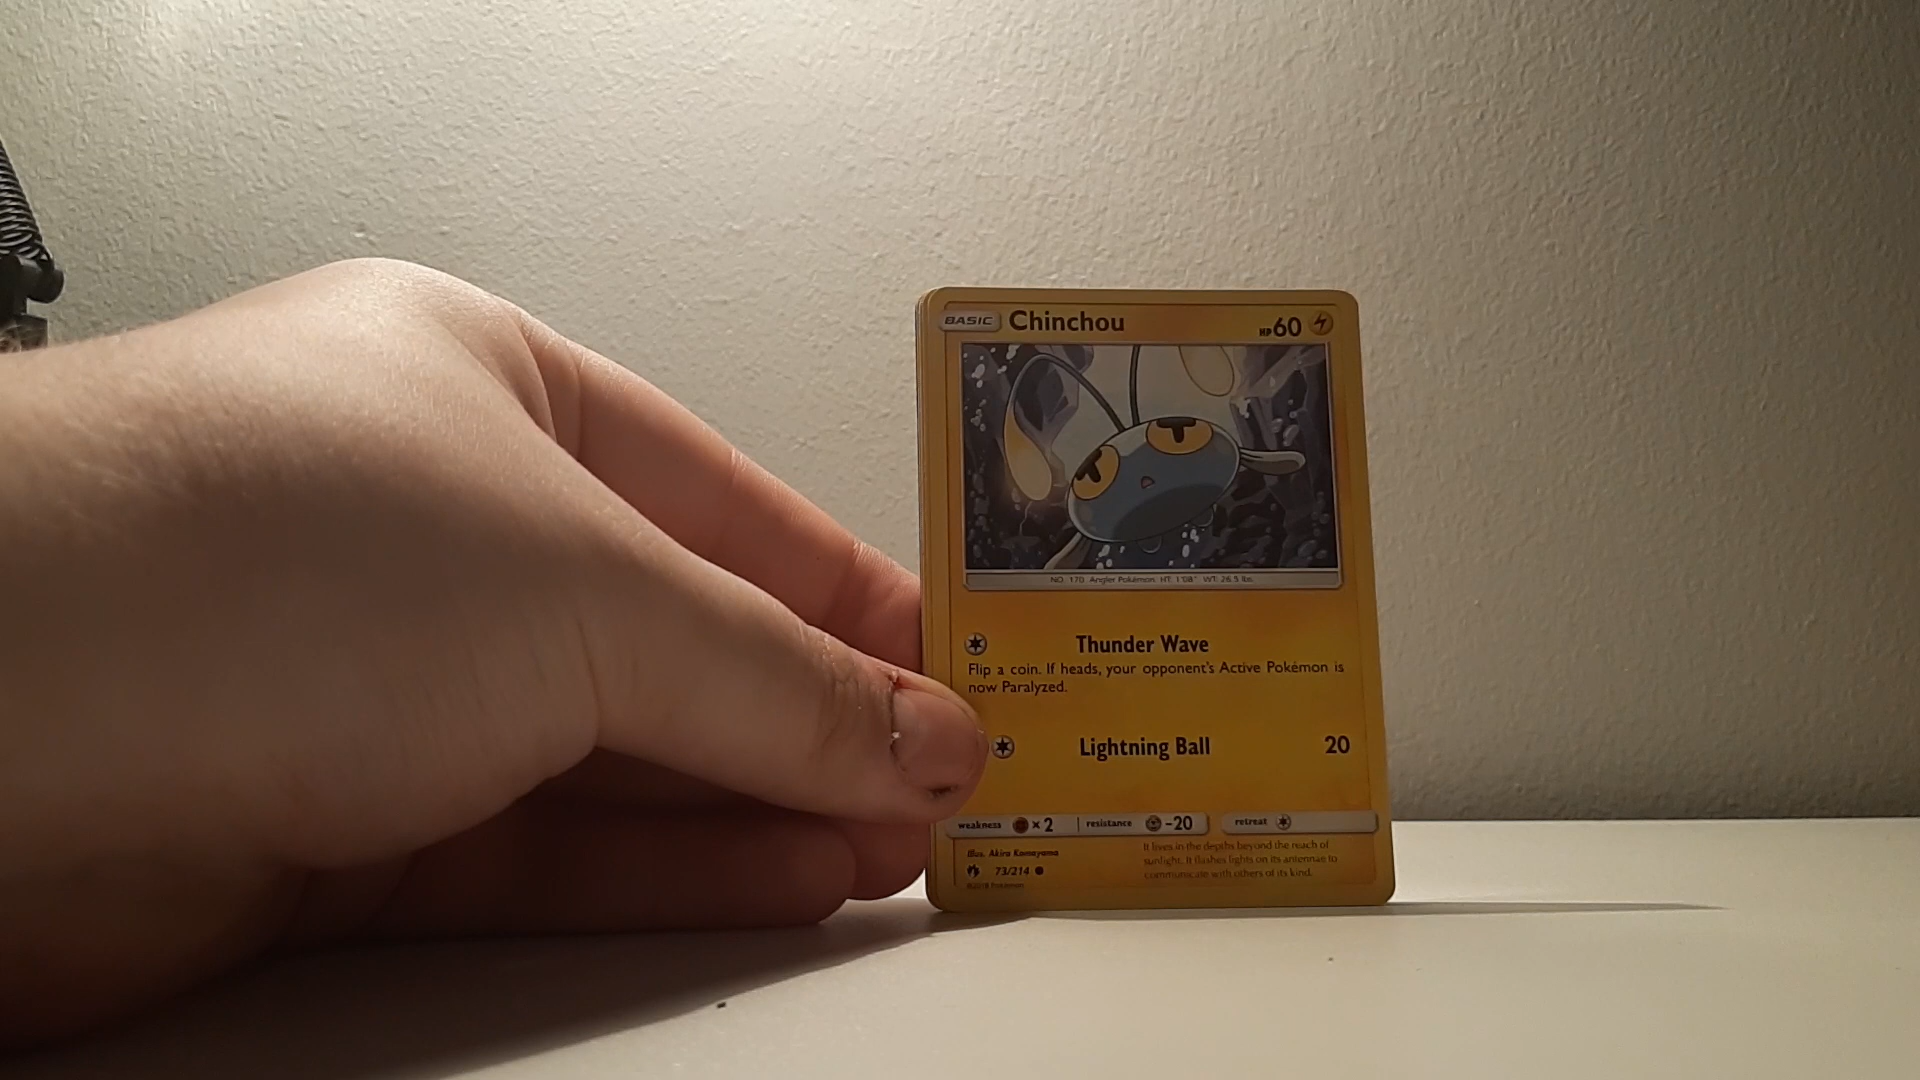 BASIC Chinchou HP60
NO. 170 Angler Pokémon HT: 1'08" WT: 26.5 lbs.
Thunder Wave
Flip a coin. If heads, your opponent's Active Pokémon is
now Paralyzed.
Lightning Ball 20
weakness ×2 resistance -20 retreat
Illus. Akira Komayama
73/214
©2018 Pokémon
It lives in the depths beyond the reach of
sunlight. It flashes lights on its antennae to
communicate with others of its kind.